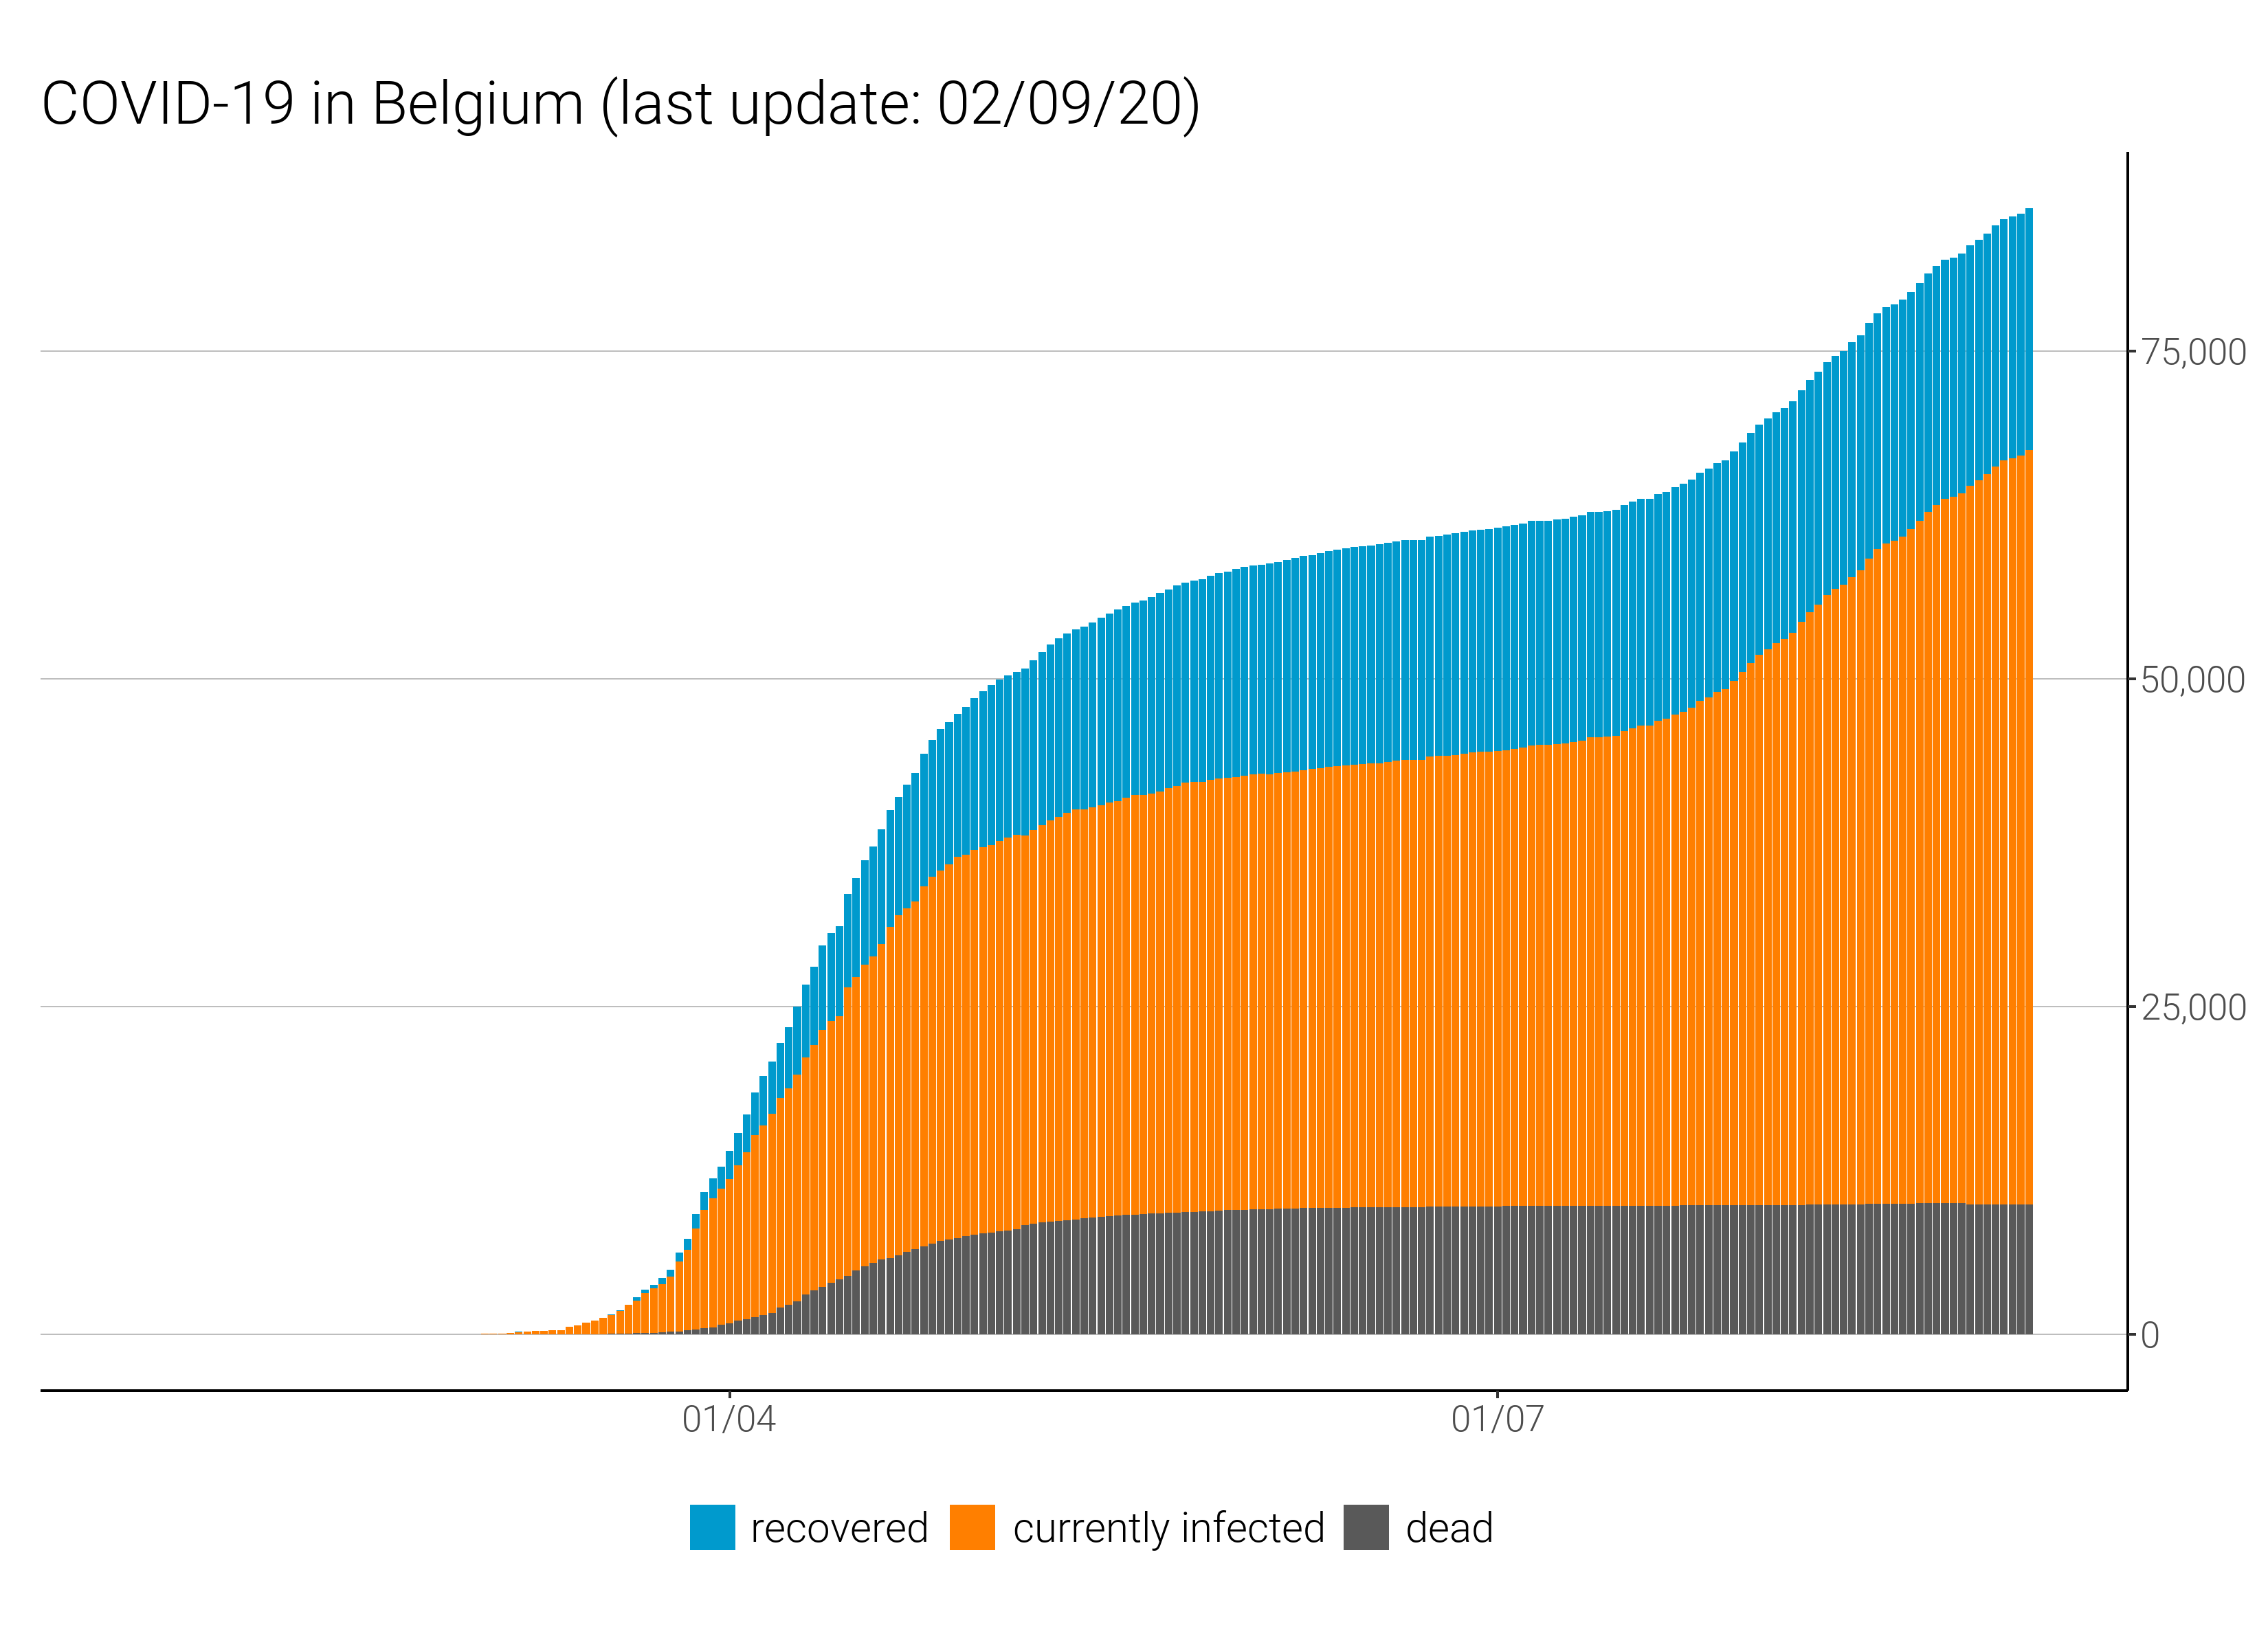 COVID-19 in Belgium (last update: 02/09/20)
75,000
50,000
25,000
0
01/04 01/07
recovered currently infected dead